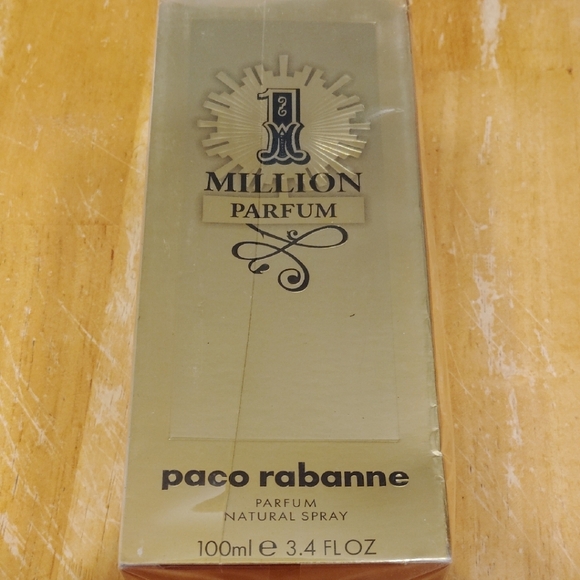 1
MILLION
PARFUM
paco rabanne
PARFUM
NATURAL SPRAY
100ml e 3.4 FL OZ